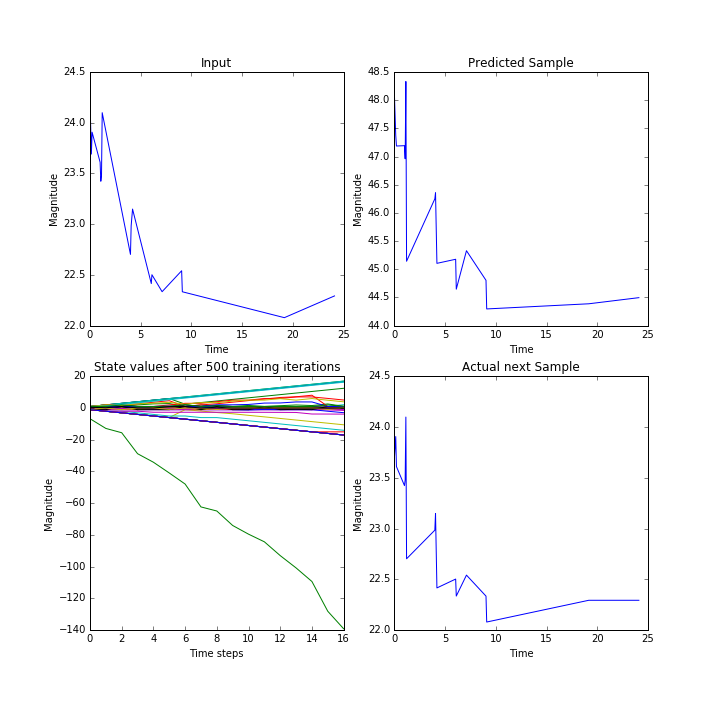 Input
24.5
24.0
23.5
23.0
22.5
22.0
Magnitude
0 5 10 15 20 25
Time
Predicted Sample
48.5
48.0
47.5
47.0
46.5
46.0
45.5
45.0
44.5
44.0
Magnitude
0 5 10 15 20 25
Time
State values after 500 training iterations
20
0
−20
−40
−60
−80
−100
−120
−140
Magnitude
0 2 4 6 8 10 12 14 16
Time steps
Actual next Sample
24.5
24.0
23.5
23.0
22.5
22.0
Magnitude
0 5 10 15 20 25
Time